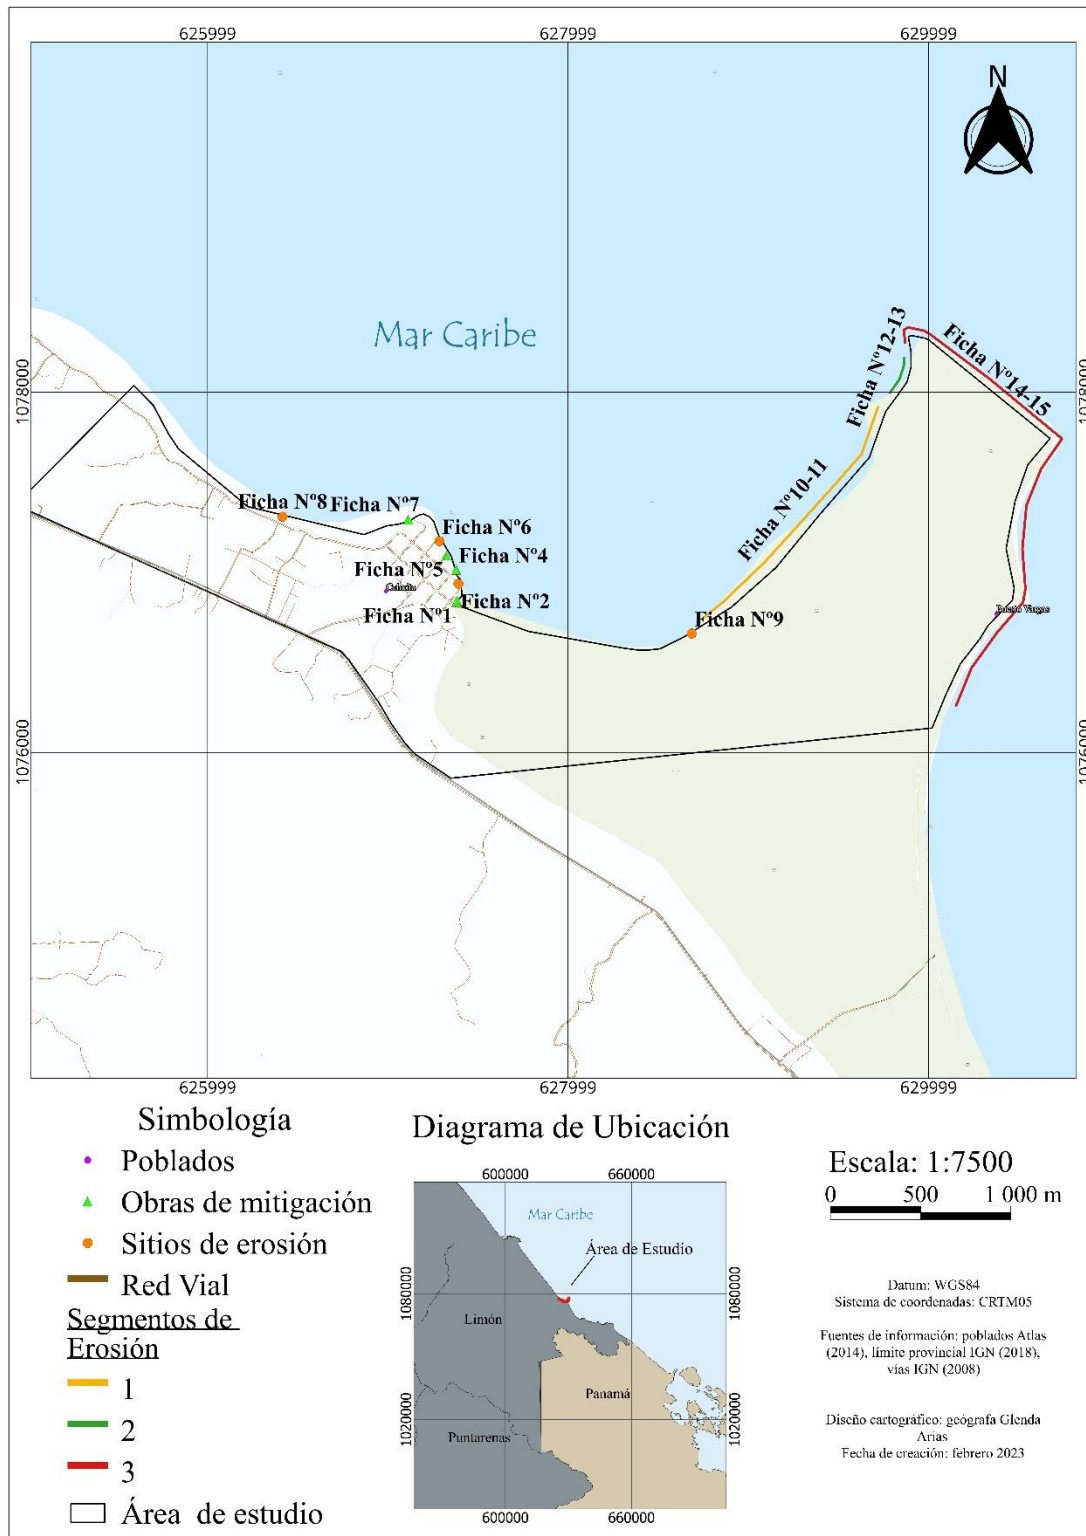 625999
627999
629999
N
Mar Caribe
1078000
1078000
Ficha Nº12-13
Ficha Nº14-15
Ficha Nº10-11
Ficha Nº8
Ficha Nº7
Ficha Nº6
Ficha Nº5
Ficha Nº4
Cahuita
Ficha Nº1
Ficha Nº2
Ficha Nº9
Puerto Vargas
1076000
1076000
625999
627999
629999
Simbología
Poblados
Obras de mitigación
Sitios de erosión
Red Vial
Segmentos de
Erosión
1
2
3
Área de estudio
Diagrama de Ubicación
600000
660000
Mar Caribe
Área de Estudio
1080000
1080000
Limón
Panamá
1020000
1020000
Puntarenas
600000
660000
Escala: 1:7500
0 500 1 000 m
Datum: WGS84
Sistema de coordenadas: CRTM05
Fuentes de información: poblados Atlas
(2014), límite provincial IGN (2018),
vías IGN (2008)
Diseño cartográfico: geógrafa Glenda
Arias
Fecha de creación: febrero 2023